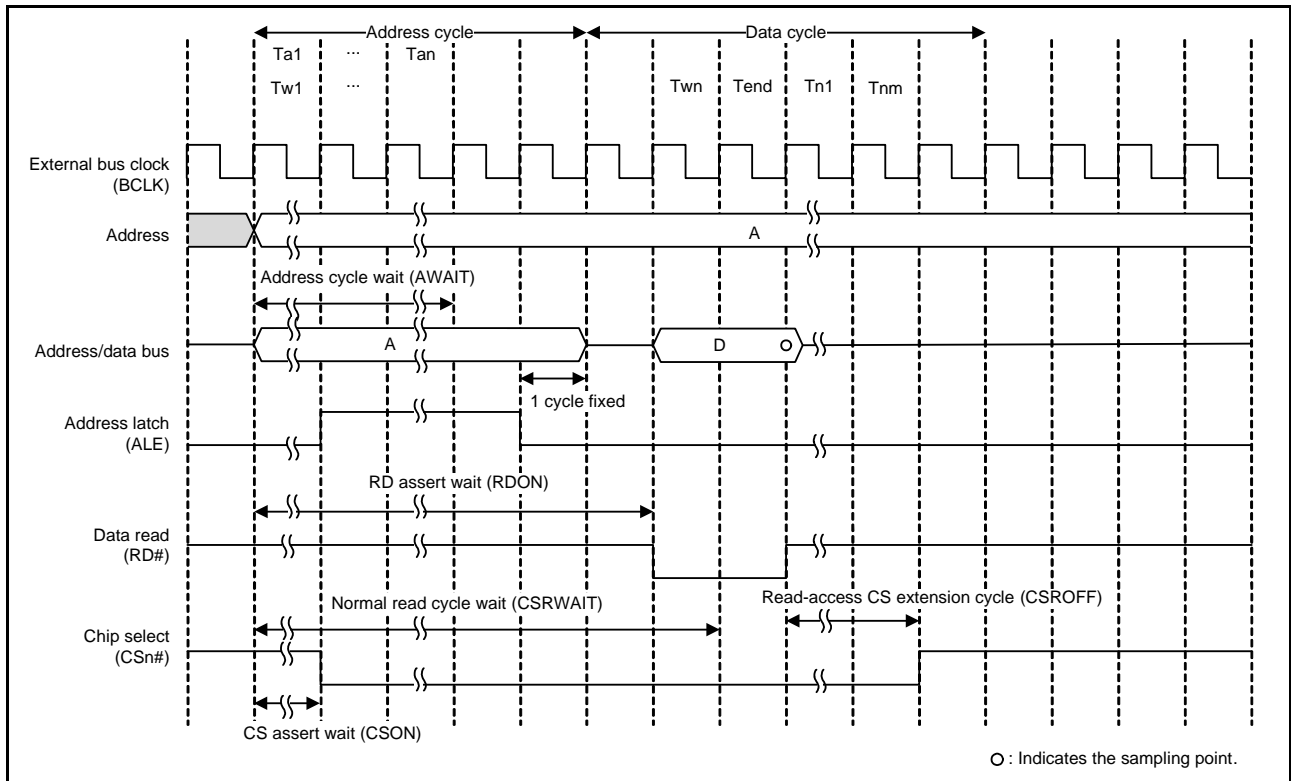 Address cycle Data cycle
Ta1 ... Tan
Tw1 ... Twn Tend Tn1 Tnm
External bus clock
(BCLK)
Address
A
Address cycle wait (AWAIT)
Address/data bus
A D
1 cycle fixed
Address latch
(ALE)
RD assert wait (RDON)
Data read
(RD#)
Normal read cycle wait (CSRWAIT) Read-access CS extension cycle (CSROFF)
Chip select
(CSn#)
CS assert wait (CSON)
: Indicates the sampling point.